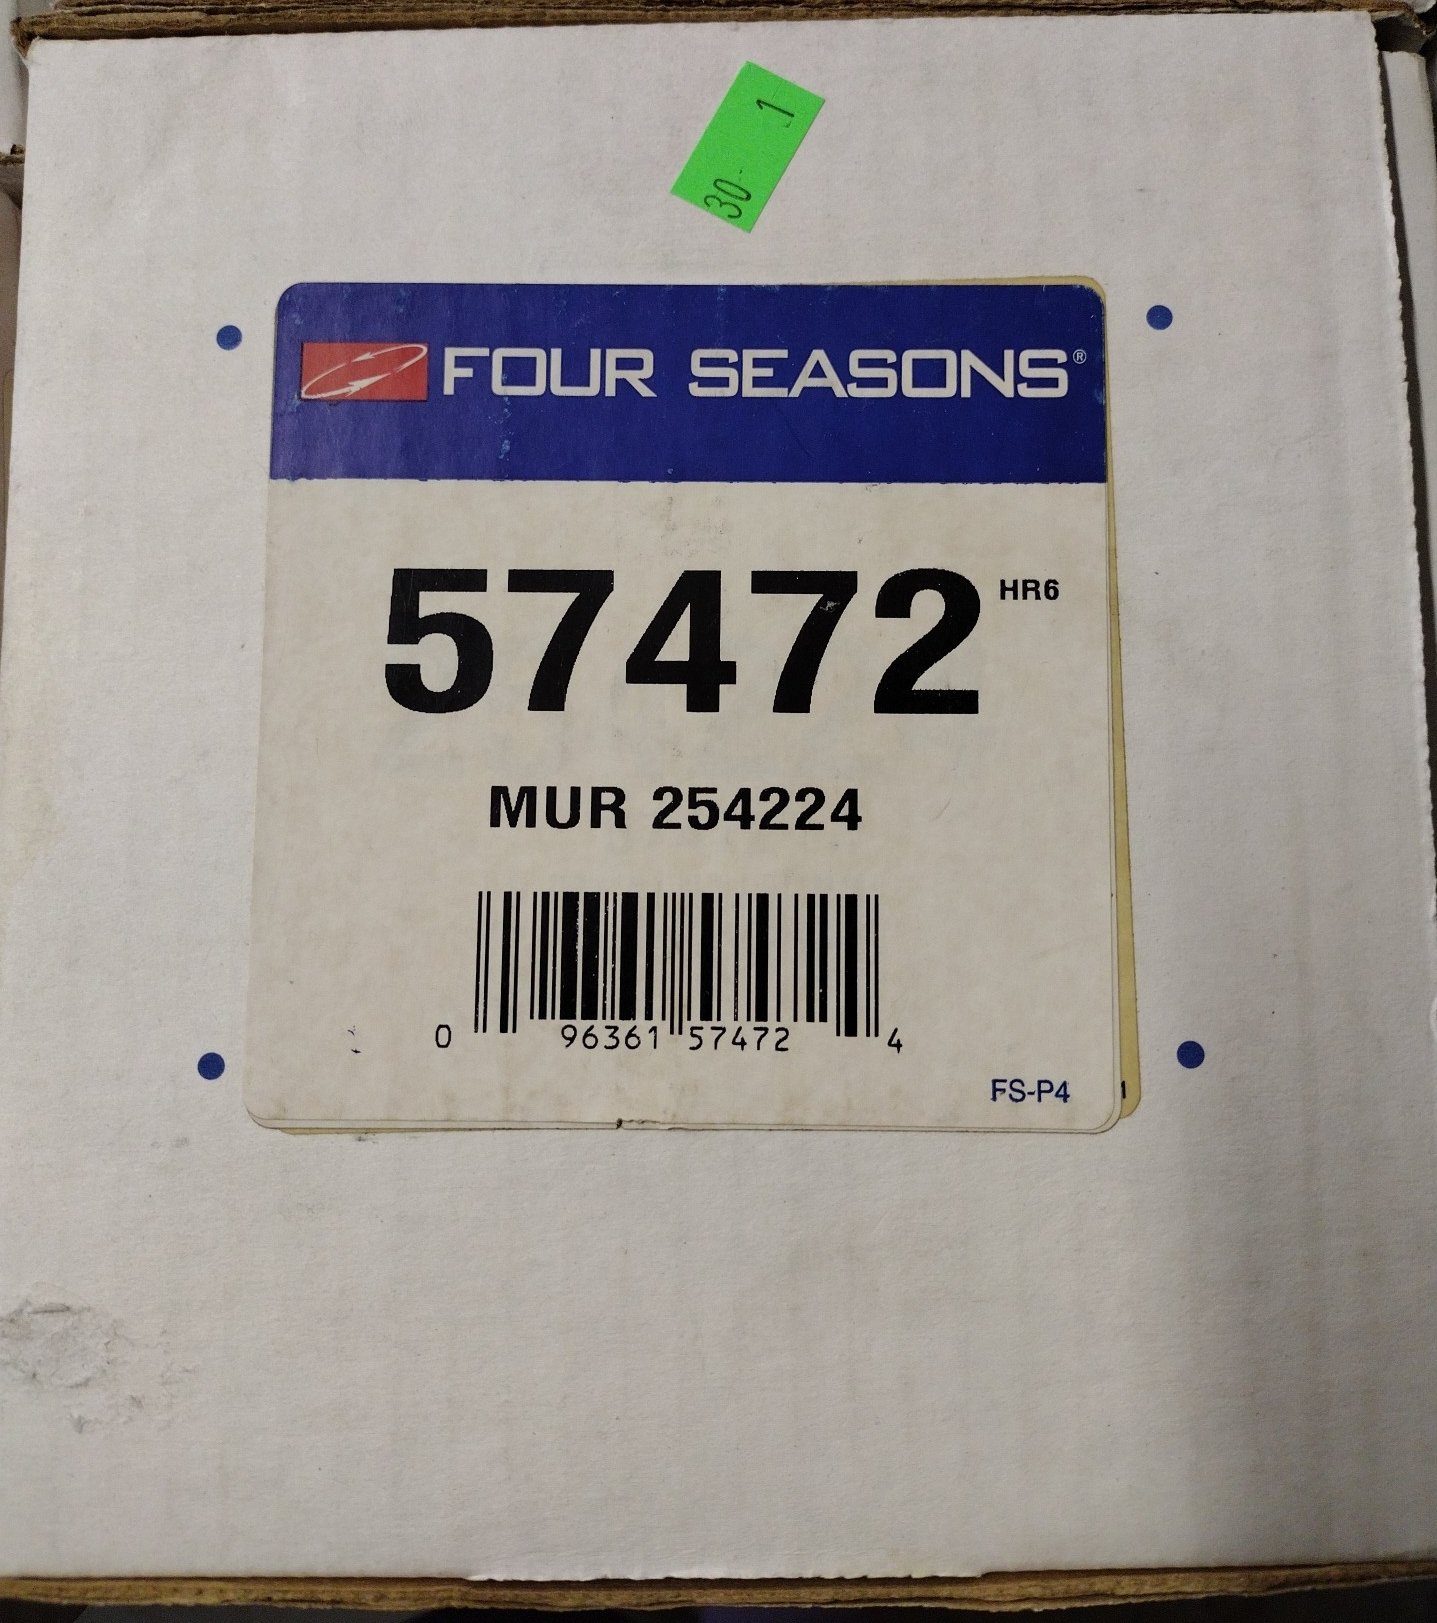 30 1
FOUR SEASONS®
57472 HR6
MUR 254224
0 96361 57472 4
FS-P4